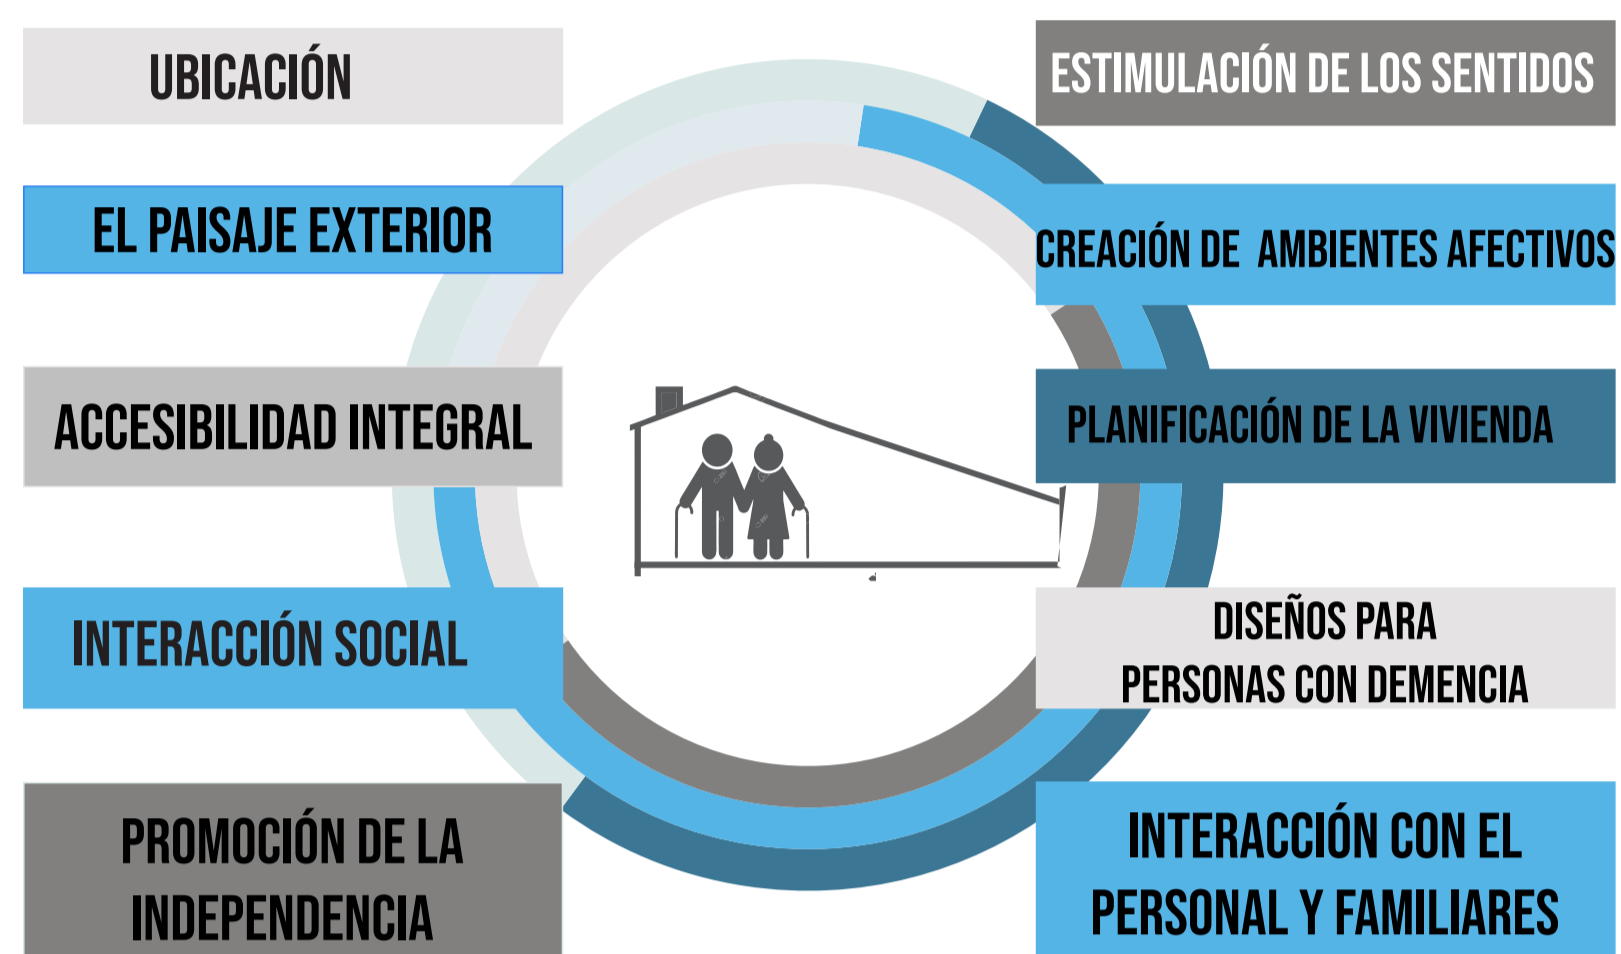 UBICACIÓN
EL PAISAJE EXTERIOR
ACCESIBILIDAD INTEGRAL
INTERACCIÓN SOCIAL
PROMOCIÓN DE LA
INDEPENDENCIA
ESTIMULACIÓN DE LOS SENTIDOS
CREACIÓN DE AMBIENTES AFECTIVOS
PLANIFICACIÓN DE LA VIVIENDA
DISEÑOS PARA
PERSONAS CON DEMENCIA
INTERACCIÓN CON EL
PERSONAL Y FAMILIARES